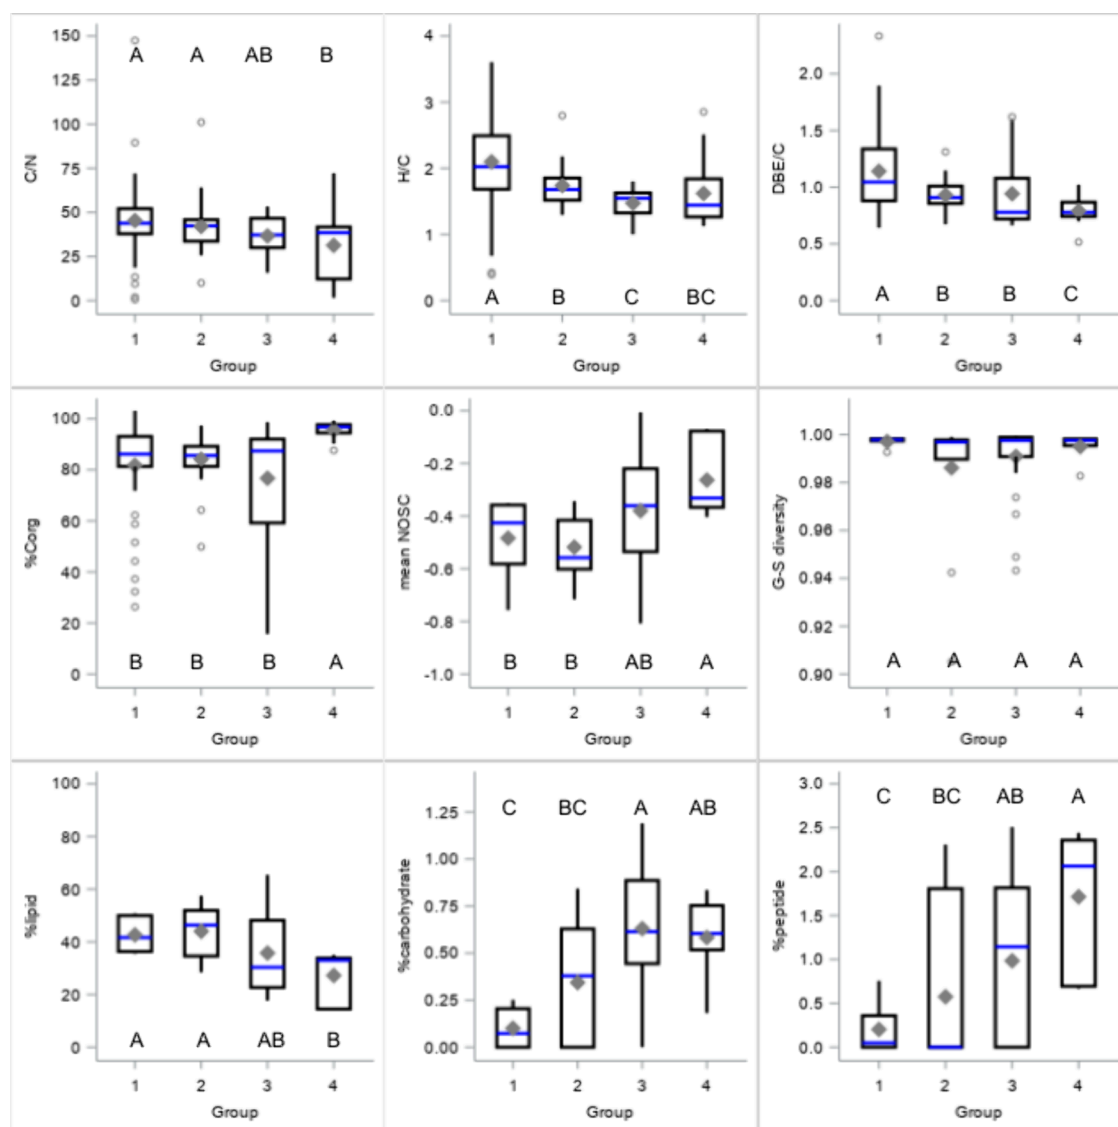 C/N
150
125
100
75
50
25
0
A A AB B
1 2 3 4
Group
H/C
4
3
2
1
0
A B C BC
1 2 3 4
Group
DBE/C
2.0
1.5
1.0
0.5
0.0
A B B C
1 2 3 4
Group
%Corg
100
80
60
40
20
0
B B B A
1 2 3 4
Group
mean NOSC
0.0
-0.2
-0.4
-0.6
-0.8
-1.0
B B AB A
1 2 3 4
Group
G-S diversity
1.00
0.98
0.96
0.94
0.92
0.90
A A A A
1 2 3 4
Group
%lipid
100
80
60
40
20
0
A A AB B
1 2 3 4
Group
%carbohydrate
1.25
1.00
0.75
0.50
0.25
0.00
C BC A AB
1 2 3 4
Group
%peptide
3.0
2.5
2.0
1.5
1.0
0.5
0.0
C BC AB A
1 2 3 4
Group